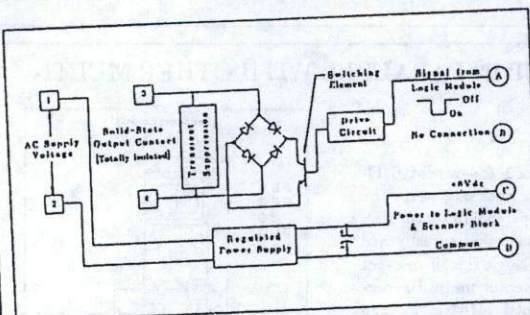 1
3
AC Supply
Voltage
2
Solid-State
Output Contact
(Totally Isolated)
4
Transient
Suppression
Switching
Element
Drive
Circuit
Signal from
Logic Module
Off
On
A
No Connection
B
Power to Logic Module
& Scanner Block
C
Common
D
Regulated
Power Supply